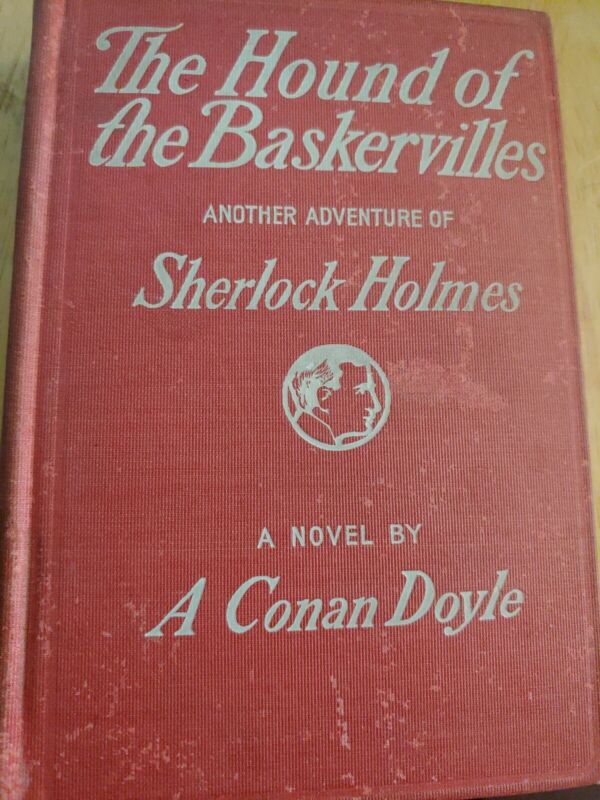 The Hound of
the Baskervilles
ANOTHER ADVENTURE OF
Sherlock Holmes
A NOVEL BY
A Conan Doyle